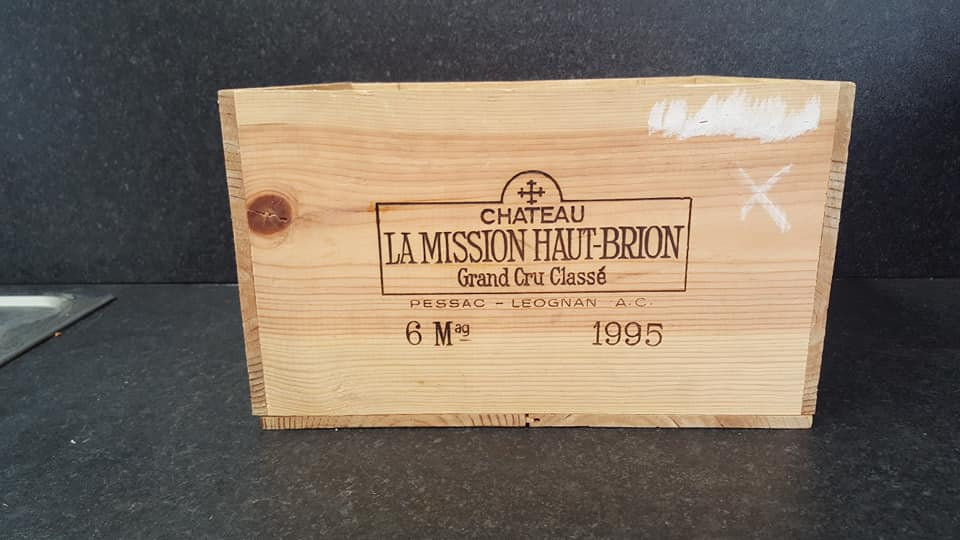 CHATEAU
LA MISSION HAUT-BRION
Grand Cru Classé
PESSAC - LEOGNAN A.C.
6 Mag 1995